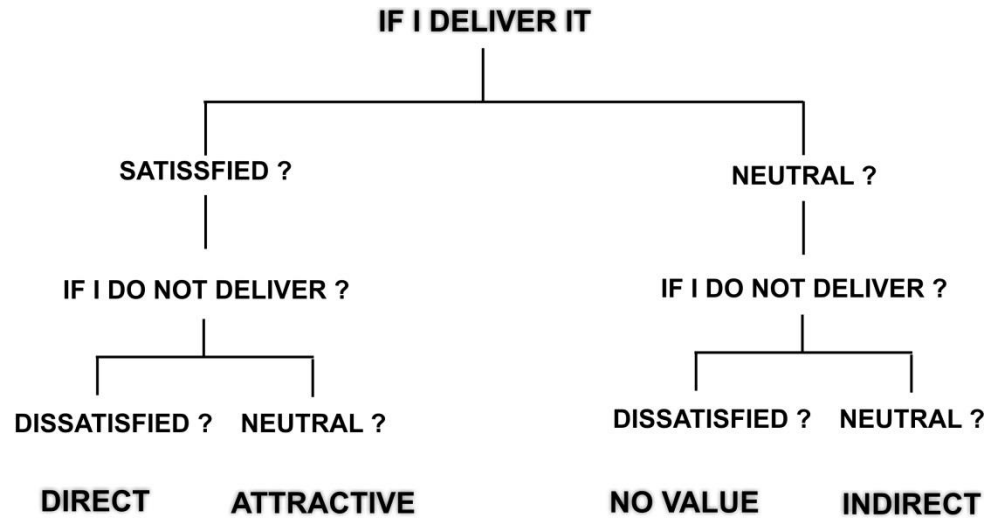 IF I DELIVER IT
SATISSFIED ?
NEUTRAL ?
IF I DO NOT DELIVER ?
IF I DO NOT DELIVER ?
DISSATISFIED ?
NEUTRAL ?
DISSATISFIED ?
NEUTRAL ?
DIRECT
ATTRACTIVE
NO VALUE
INDIRECT